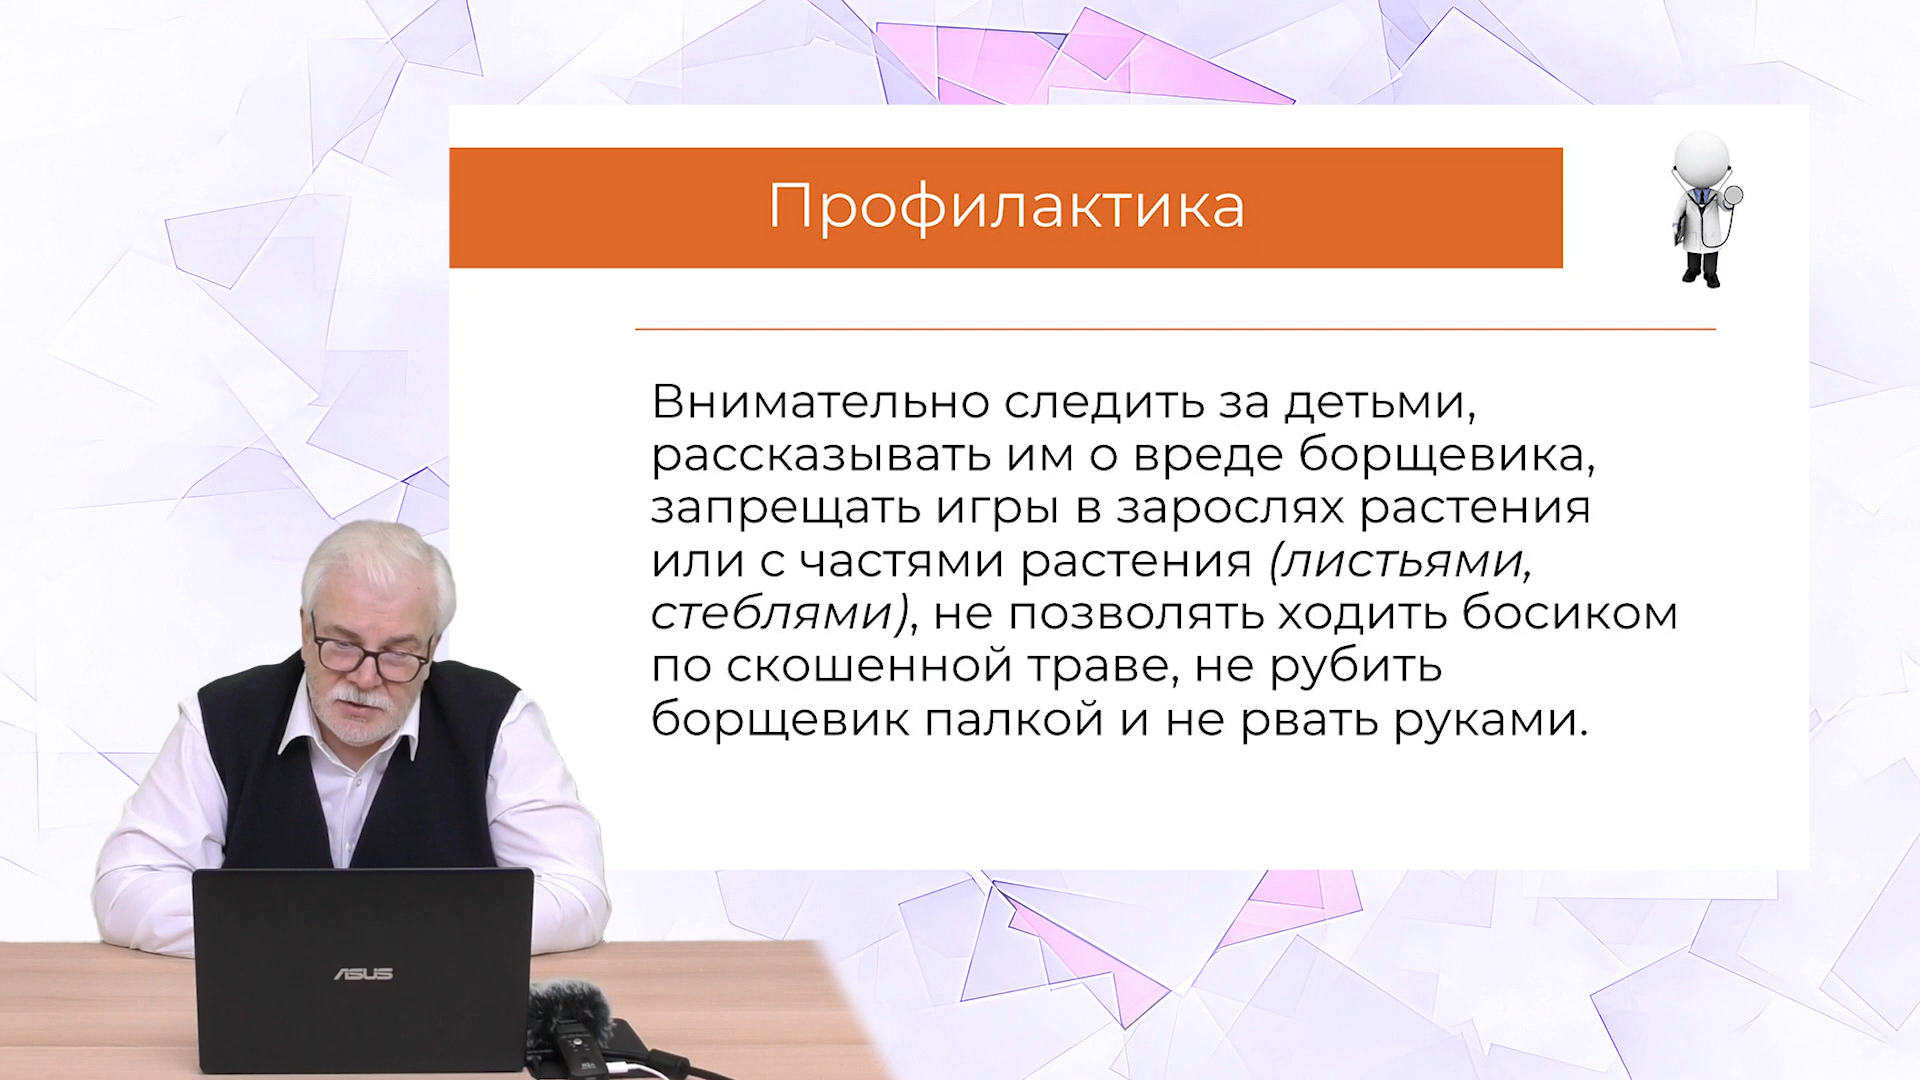 Профилактика
Внимательно следить за детьми,
рассказывать им о вреде борщевика,
запрещать игры в зарослях растения
или с частями растения (листьями,
стеблями), не позволять ходить босиком
по скошенной траве, не рубить
борщевик палкой и не рвать руками.
ASUS